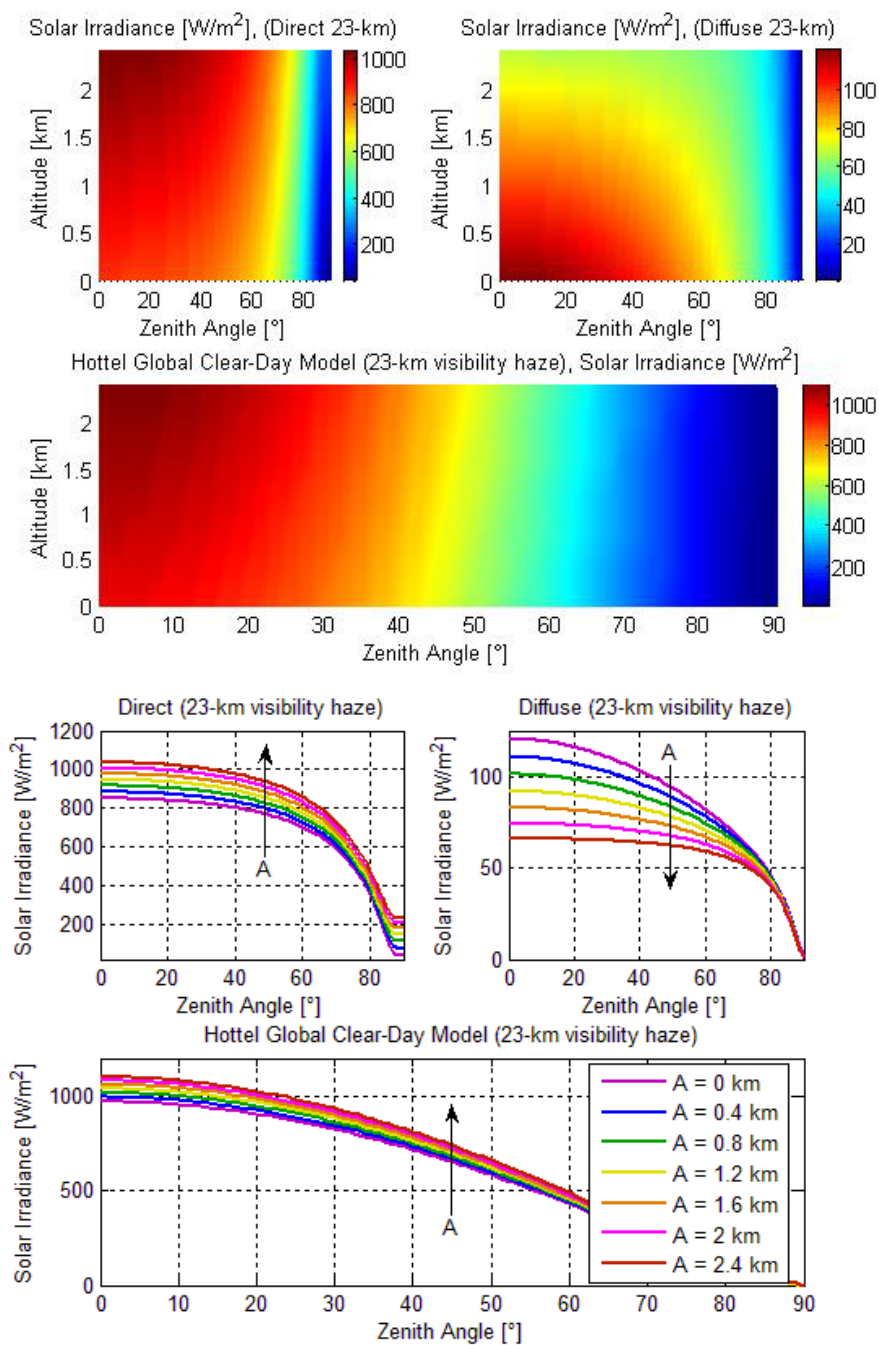 Solar Irradiance [W/m²], (Direct 23-km)
Altitude [km]
2
1.5
1
0.5
0
0 20 40 60 80
Zenith Angle [°]
1000
800
600
400
200
Solar Irradiance [W/m²], (Diffuse 23-km)
Altitude [km]
2
1.5
1
0.5
0
0 20 40 60 80
Zenith Angle [°]
100
80
60
40
20
Hottel Global Clear-Day Model (23-km visibility haze), Solar Irradiance [W/m²]
Altitude [km]
2
1.5
1
0.5
0
0 10 20 30 40 50 60 70 80 90
Zenith Angle [°]
1000
800
600
400
200
Direct (23-km visibility haze)
Solar Irradiance [W/m²]
1200
1000
800
600
400
200
A
0 20 40 60 80
Zenith Angle [°]
Diffuse (23-km visibility haze)
Solar Irradiance [W/m²]
100
50
0
A
0 20 40 60 80
Zenith Angle [°]
Hottel Global Clear-Day Model (23-km visibility haze)
Solar Irradiance [W/m²]
1000
500
0
A
A = 0 km
A = 0.4 km
A = 0.8 km
A = 1.2 km
A = 1.6 km
A = 2 km
A = 2.4 km
0 10 20 30 40 50 60 70 80 90
Zenith Angle [°]